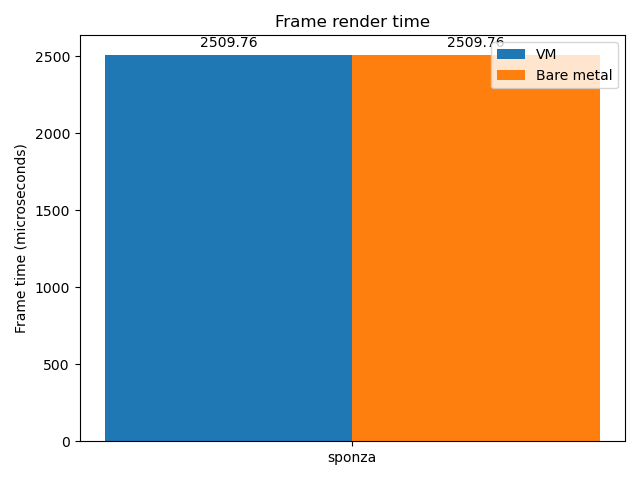 Frame render time
2509.76
2509.76
VM
Bare metal
Frame time (microseconds)
2500
2000
1500
1000
500
0
sponza